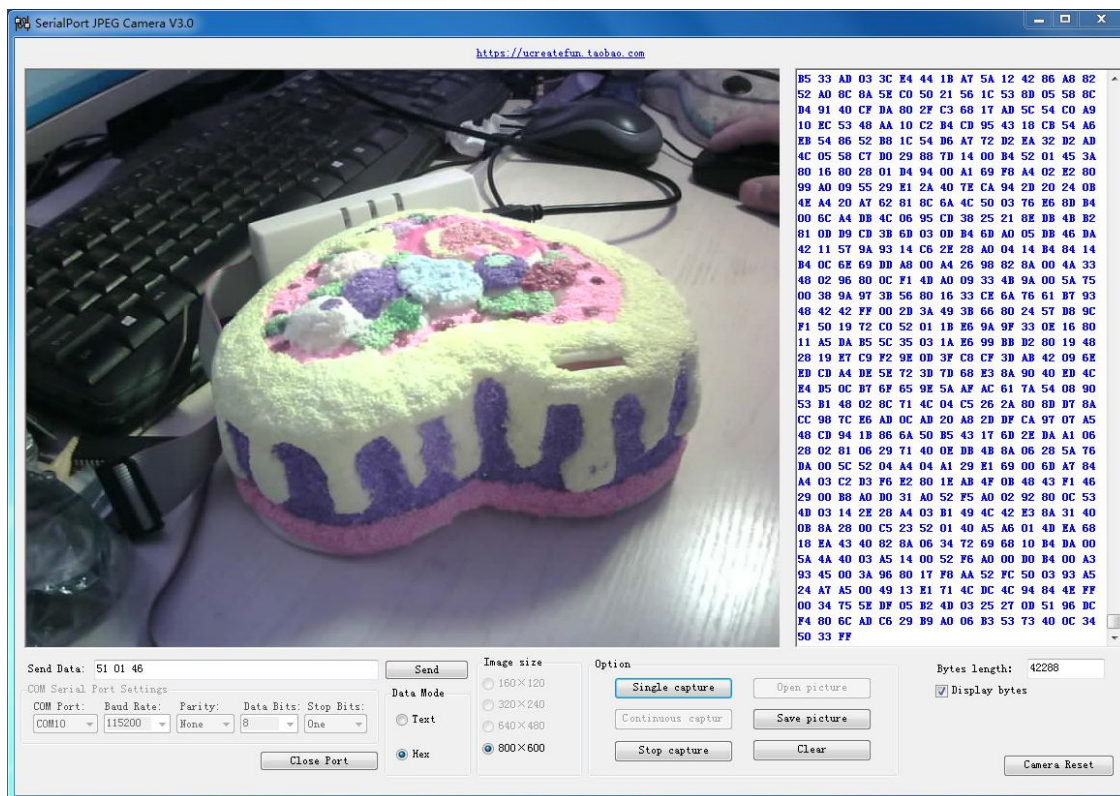 SerialPort JPEG Camera V3.0
https://ucreatefun.taobao.com
B5 33 AD 03 3C E4 44 1B A7 5A 12 42 86 A8 82
52 A0 8C 8A 5E C0 50 21 56 1C 53 8D 05 58 8C
D4 91 40 CF DA 80 2F C3 68 17 AD 5C 54 C0 A9
10 EC 53 48 AA 10 C2 B4 CD 95 43 18 CB 54 A6
EB 54 86 52 B8 1C 54 D6 A7 72 D2 EA 32 D2 AD
4C 05 58 C7 D0 29 88 7D 14 00 B4 52 01 45 3A
80 16 80 28 01 D4 94 00 A1 69 F8 A4 02 E2 80
99 A0 09 55 29 E1 2A 40 7E CA 94 2D 20 24 0B
4E A4 20 A7 62 81 8C 6A 4C 50 03 76 E6 8D B4
00 6C A4 DB 4C 06 95 CD 38 25 21 8E DB 4B B2
81 0D D9 CD 3B 6D 03 0D B4 6D A0 05 DB 46 DA
42 11 57 9A 93 14 C6 2E 28 A0 04 14 B4 84 14
B4 0C 6E 69 DD A8 00 A4 26 98 82 8A 00 4A 33
48 02 96 80 0C F1 4D A0 09 33 4B 9A 00 5A 75
00 38 9A 97 3B 56 80 16 33 CE 6A 76 61 B7 93
48 42 42 FF 00 2D 3A 49 3B 66 80 24 57 D8 9C
F1 50 19 72 C0 52 01 1B E6 9A 9F 33 0E 16 80
11 A5 DA B5 5C 35 03 1A E6 99 BB D2 80 19 48
28 19 E7 C9 F2 9E 0D 3F C8 CF 3D AB 42 09 6E
ED CD A4 DE 5E 72 3D 7D 68 E3 8A 90 40 ED 4C
E4 D5 0C B7 6F 65 9E 5A AF AC 61 7A 54 08 90
53 B1 48 02 8C 71 4C 04 C5 26 2A 80 8D D7 8A
CC 98 7C E6 AD 0C AD 20 A8 2D DF CA 97 07 A5
48 CD 94 1B 86 6A 50 B5 43 17 6D 2E DA A1 06
28 02 81 06 29 71 40 0E DB 4B 8A 06 28 5A 76
DA 00 5C 52 04 A4 04 A1 29 E1 69 00 6D A7 84
A4 03 C2 D3 F6 E2 80 1E AB 4F 0B 48 43 F1 46
29 00 B8 A0 D0 31 A0 52 F5 A0 02 92 80 0C 53
4D 03 14 2E 28 A4 03 B1 49 4C 42 E3 8A 31 40
0B 8A 28 00 C5 23 52 01 40 A5 A6 01 4D EA 68
18 EA 43 40 82 8A 06 34 72 69 68 10 B4 DA 00
5A 4A 40 03 A5 14 00 52 F6 A0 00 D0 B4 00 A3
93 45 00 3A 96 80 17 F8 AA 52 FC 50 03 93 A5
24 A7 A5 00 49 13 E1 71 4C DC 4C 94 84 4E FF
00 34 75 5E DF 05 B2 4D 03 25 27 0D 51 96 DC
F4 80 6C AD C6 29 B9 A0 06 B3 53 73 40 0C 34
50 33 FF
Send Data: 51 01 46 Send
COM Serial Port Settings
COM Port: Baud Rate: Parity: Data Bits: Stop Bits:
COM10 115200 None 8 One
Close Port
Data Mode
Text
Hex
Image size
160×120
320×240
640×480
800×600
Option
Single capture Open picture
Continuous captur Save picture
Stop capture Clear
Bytes length: 42288
Display bytes
Camera Reset